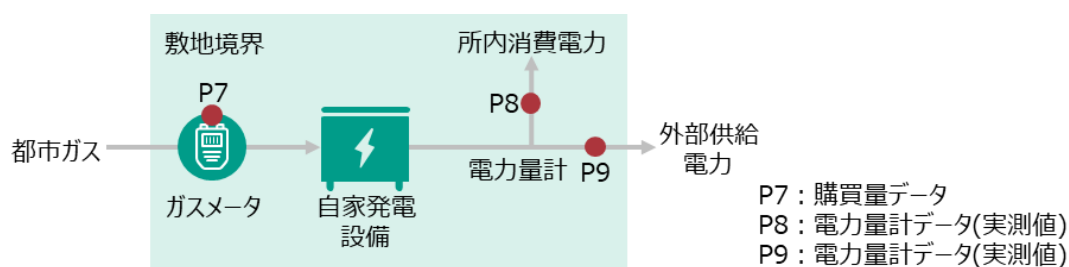 敷地境界
所内消費電力
P7
P8
都市ガス
外部供給
電力
電力量計
P9
ガスメータ
自家発電
設備
P7：購買量データ
P8：電力量計データ(実測値)
P9：電力量計データ(実測値)